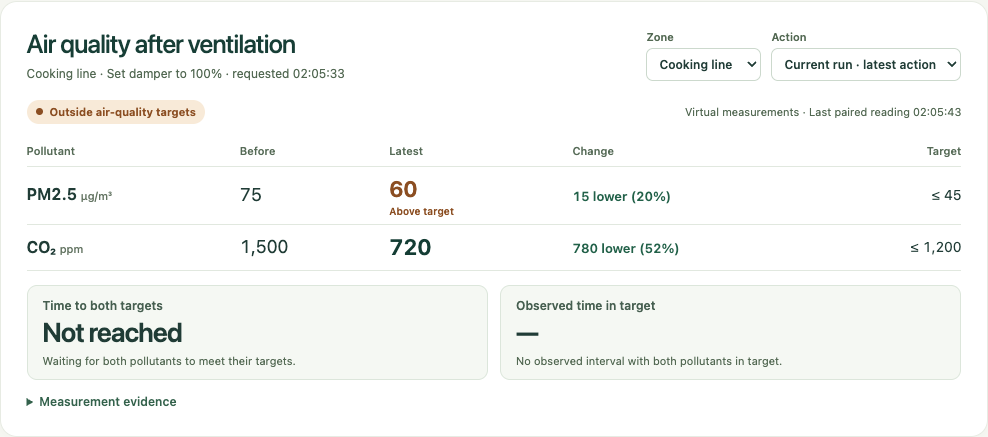 Air quality after ventilation
Cooking line · Set damper to 100% · requested 02:05:33
Zone
Cooking line
Action
Current run · latest action
Outside air-quality targets
Virtual measurements · Last paired reading 02:05:43
Pollutant Before Latest Change Target
PM2.5 μg/m³ 75 60 15 lower (20%) ≤ 45
Above target
CO₂ ppm 1,500 720 780 lower (52%) ≤ 1,200
Time to both targets
Not reached
Waiting for both pollutants to meet their targets.
Observed time in target
—
No observed interval with both pollutants in target.
Measurement evidence